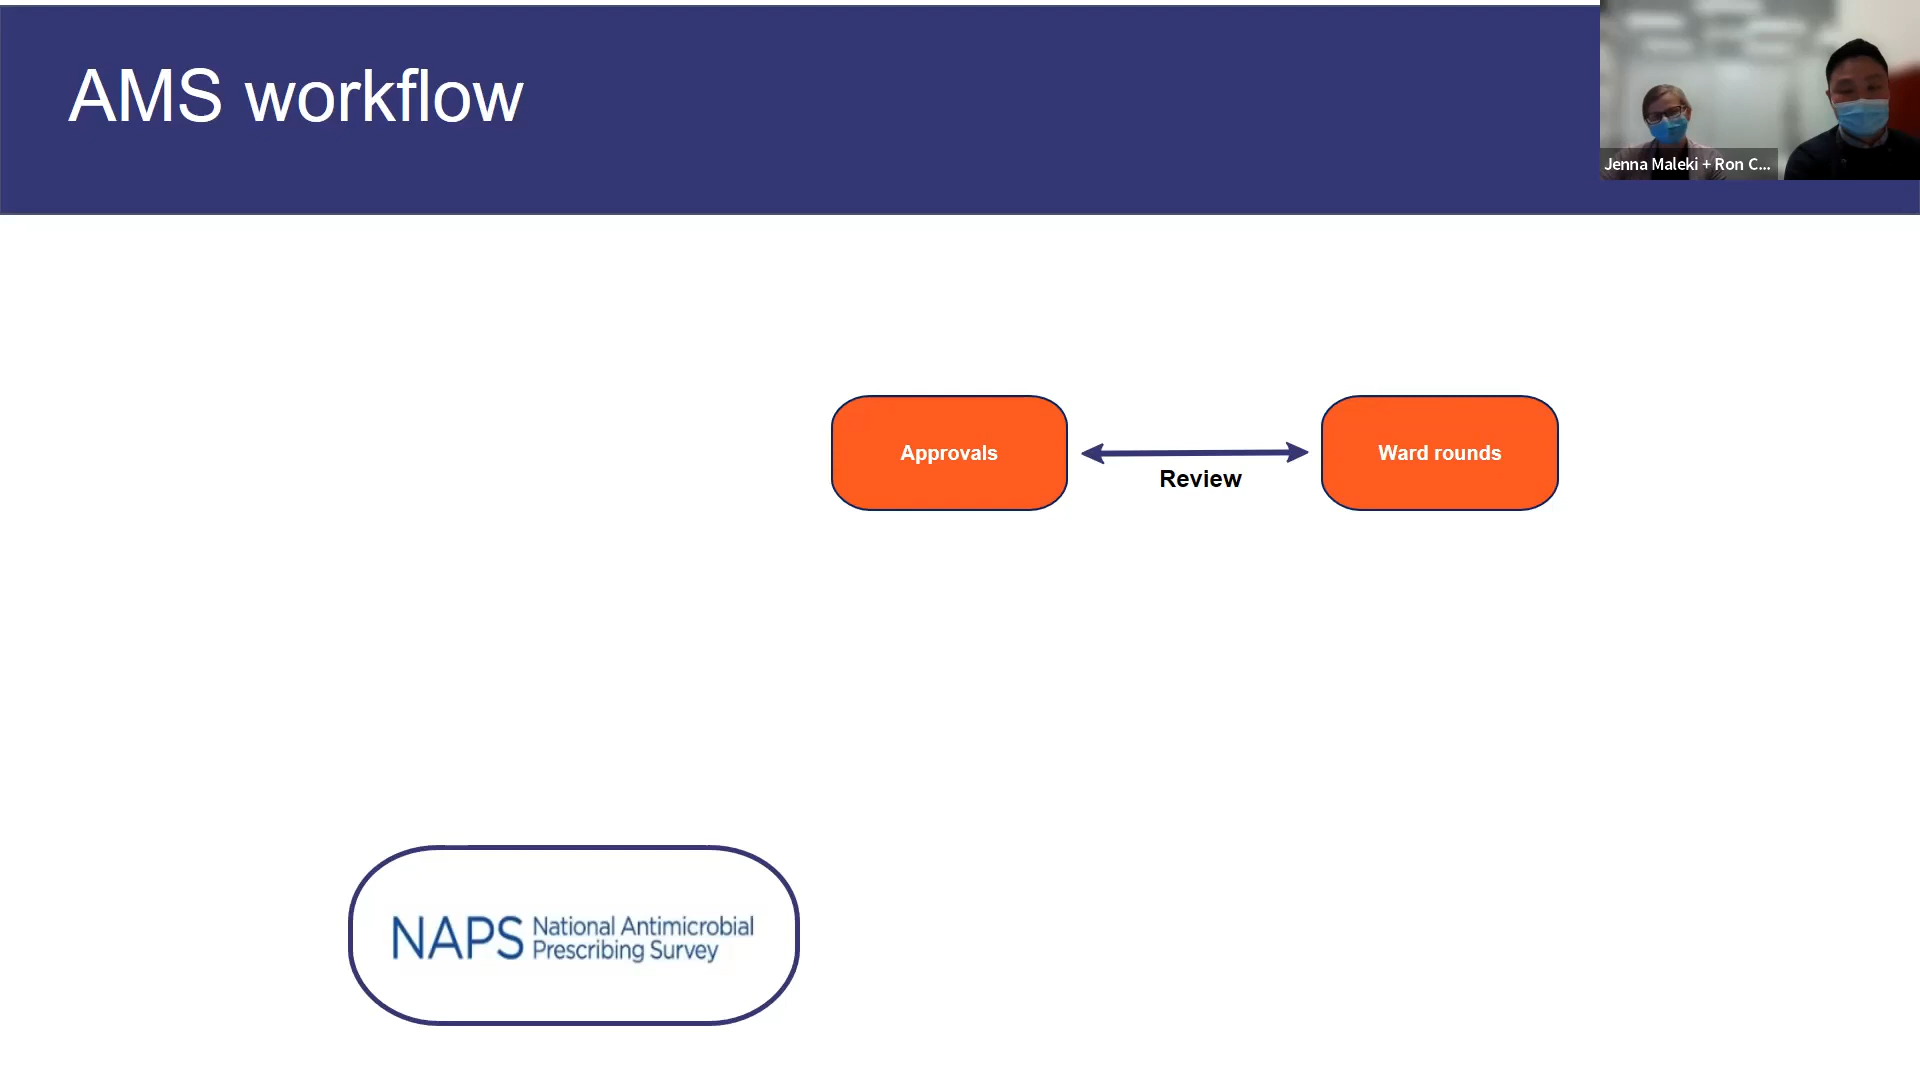 AMS workflow
Jenna Maleki + Ron C...
Approvals
Review
Ward rounds
NAPS National Antimicrobial
Prescribing Survey